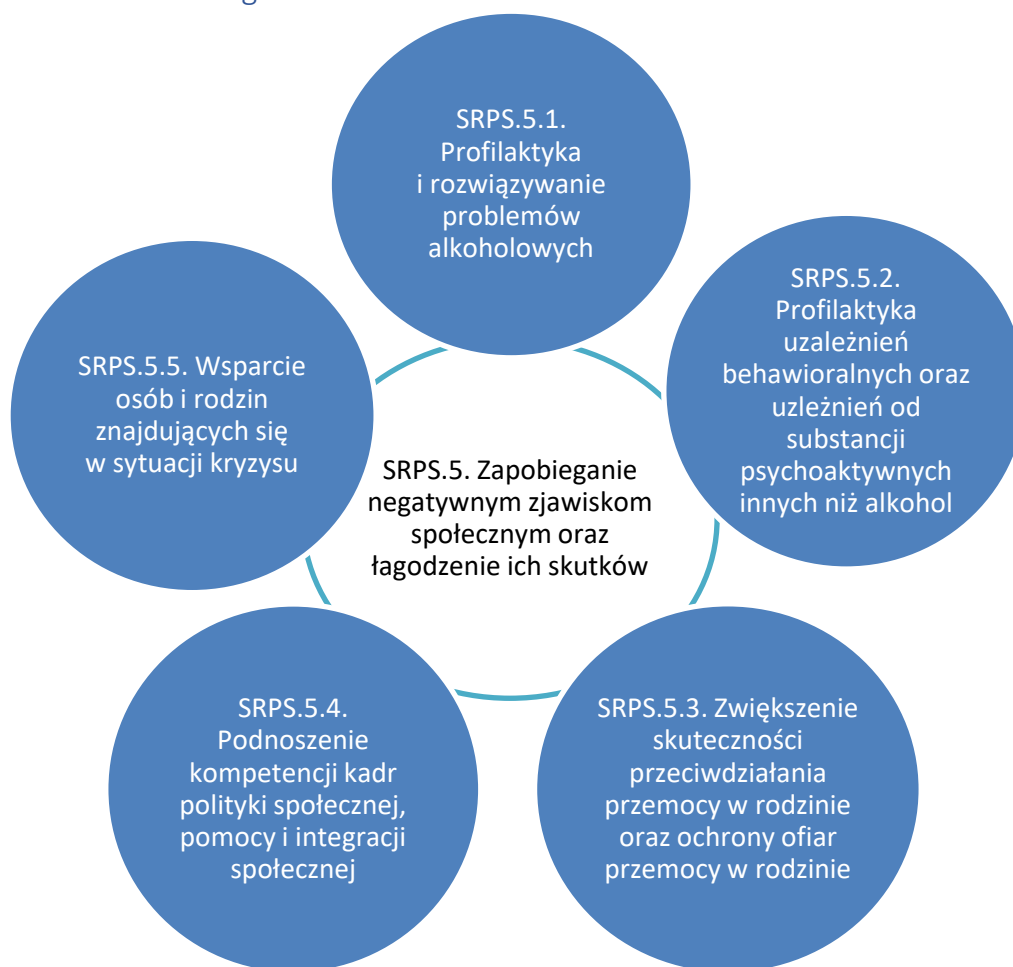 SRPS.5.1.
Profilaktyka
i rozwiązywanie
problemów
alkoholowych
SRPS.5.2.
Profilaktyka
uzależnień
behawioralnych oraz
uzleżnień od
substancji
psychoaktywnych
innych niż alkohol
SRPS.5.5. Wsparcie
osób i rodzin
znajdujących się
w sytuacji kryzysu
SRPS.5. Zapobieganie
negatywnym zjawiskom
społecznym oraz
łagodzenie ich skutków
SRPS.5.4.
Podnoszenie
kompetencji kadr
polityki społecznej,
pomocy i integracji
społecznej
SRPS.5.3. Zwiększenie
skuteczności
przeciwdziałania
przemocy w rodzinie
oraz ochrony ofiar
przemocy w rodzinie